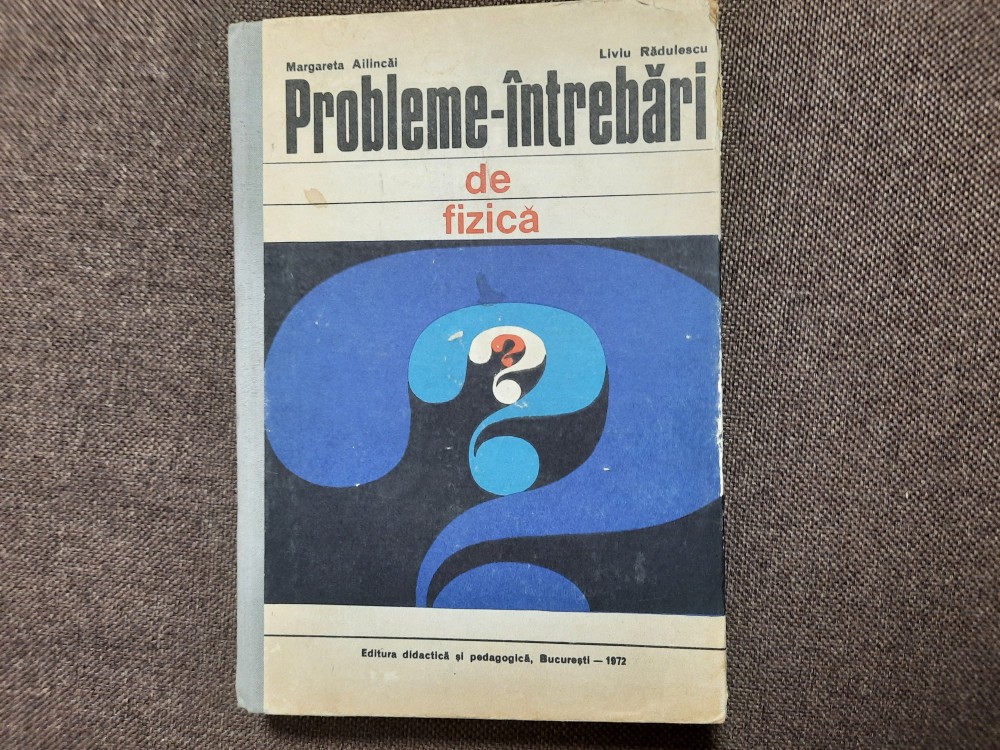 Margareta Ailincăi
Liviu Rădulescu
Probleme-întrebări
de
fizică
Editura didactică și pedagogică, București — 1972